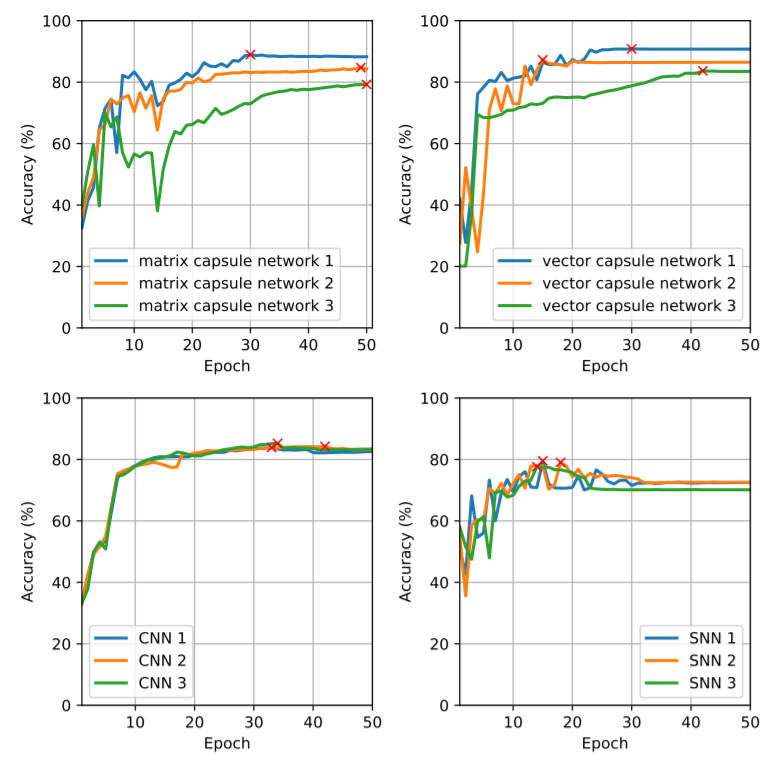 100
80
60
40
20
0
Accuracy (%)
matrix capsule network 1
matrix capsule network 2
matrix capsule network 3
10 20 30 40 50
Epoch
100
80
60
40
20
0
Accuracy (%)
vector capsule network 1
vector capsule network 2
vector capsule network 3
10 20 30 40 50
Epoch
100
80
60
40
20
0
Accuracy (%)
CNN 1
CNN 2
CNN 3
10 20 30 40 50
Epoch
100
80
60
40
20
0
Accuracy (%)
SNN 1
SNN 2
SNN 3
10 20 30 40 50
Epoch